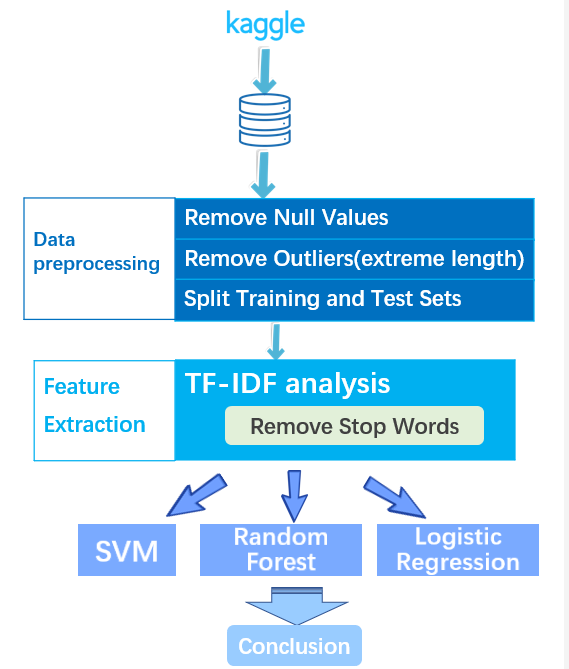 kaggle
Data
preprocessing
Remove Null Values
Remove Outliers(extreme length)
Split Training and Test Sets
Feature
Extraction
TF-IDF analysis
Remove Stop Words
SVM
Random
Forest
Logistic
Regression
Conclusion